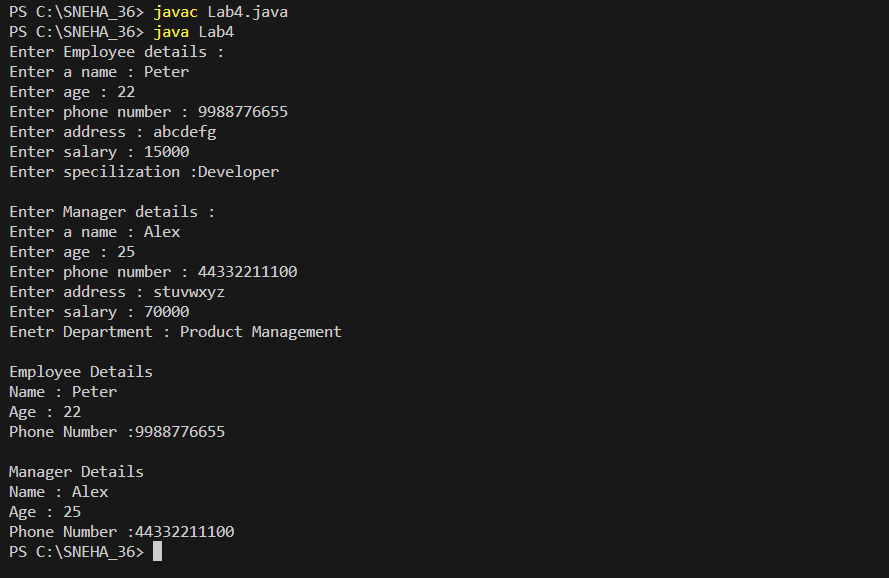 PS C:\SNEHA_36> javac Lab4.java
PS C:\SNEHA_36> java Lab4
Enter Employee details :
Enter a name : Peter
Enter age : 22
Enter phone number : 9988776655
Enter address : abcdefg
Enter salary : 15000
Enter specilization :Developer

Enter Manager details :
Enter a name : Alex
Enter age : 25
Enter phone number : 44332211100
Enter address : stuvwxyz
Enter salary : 70000
Enetr Department : Product Management

Employee Details
Name : Peter
Age : 22
Phone Number :9988776655

Manager Details
Name : Alex
Age : 25
Phone Number :44332211100
PS C:\SNEHA_36>